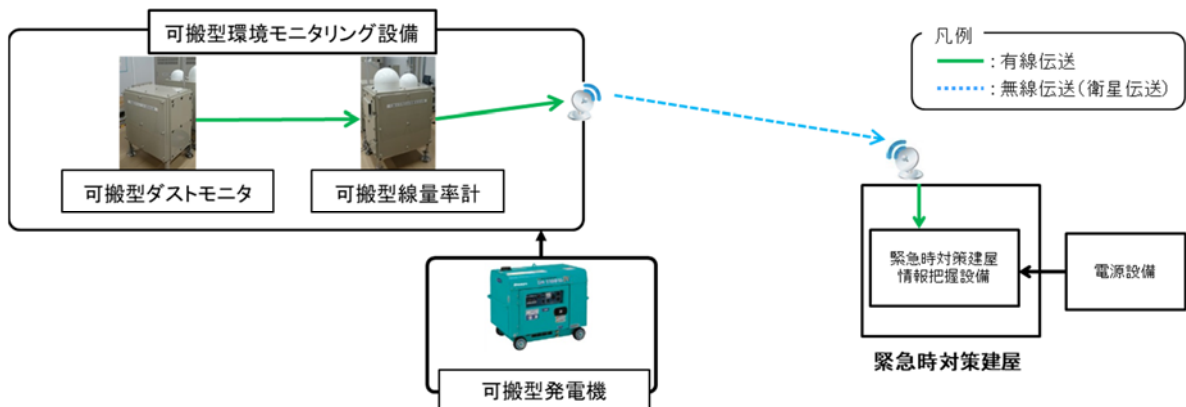 可搬型環境モニタリング設備
凡例
：有線伝送
：無線伝送（衛星伝送）
可搬型ダストモニタ
可搬型線量率計
緊急時対策建屋
情報把握設備
電源設備
緊急時対策建屋
可搬型発電機